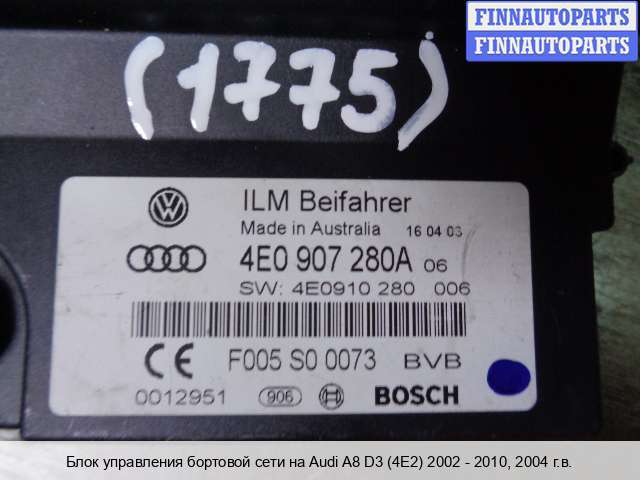 FINNAUTOPARTS
FINNAUTOPARTS
(1775)
ILM Beifahrer
Made in Australia 16 04 03
4E0 907 280A 06
SW: 4E0910 280 006
CE F005 S0 0073 BVB
0012951 906 BOSCH
Блок управления бортовой сети на Audi A8 D3 (4E2) 2002 - 2010, 2004 г.в.